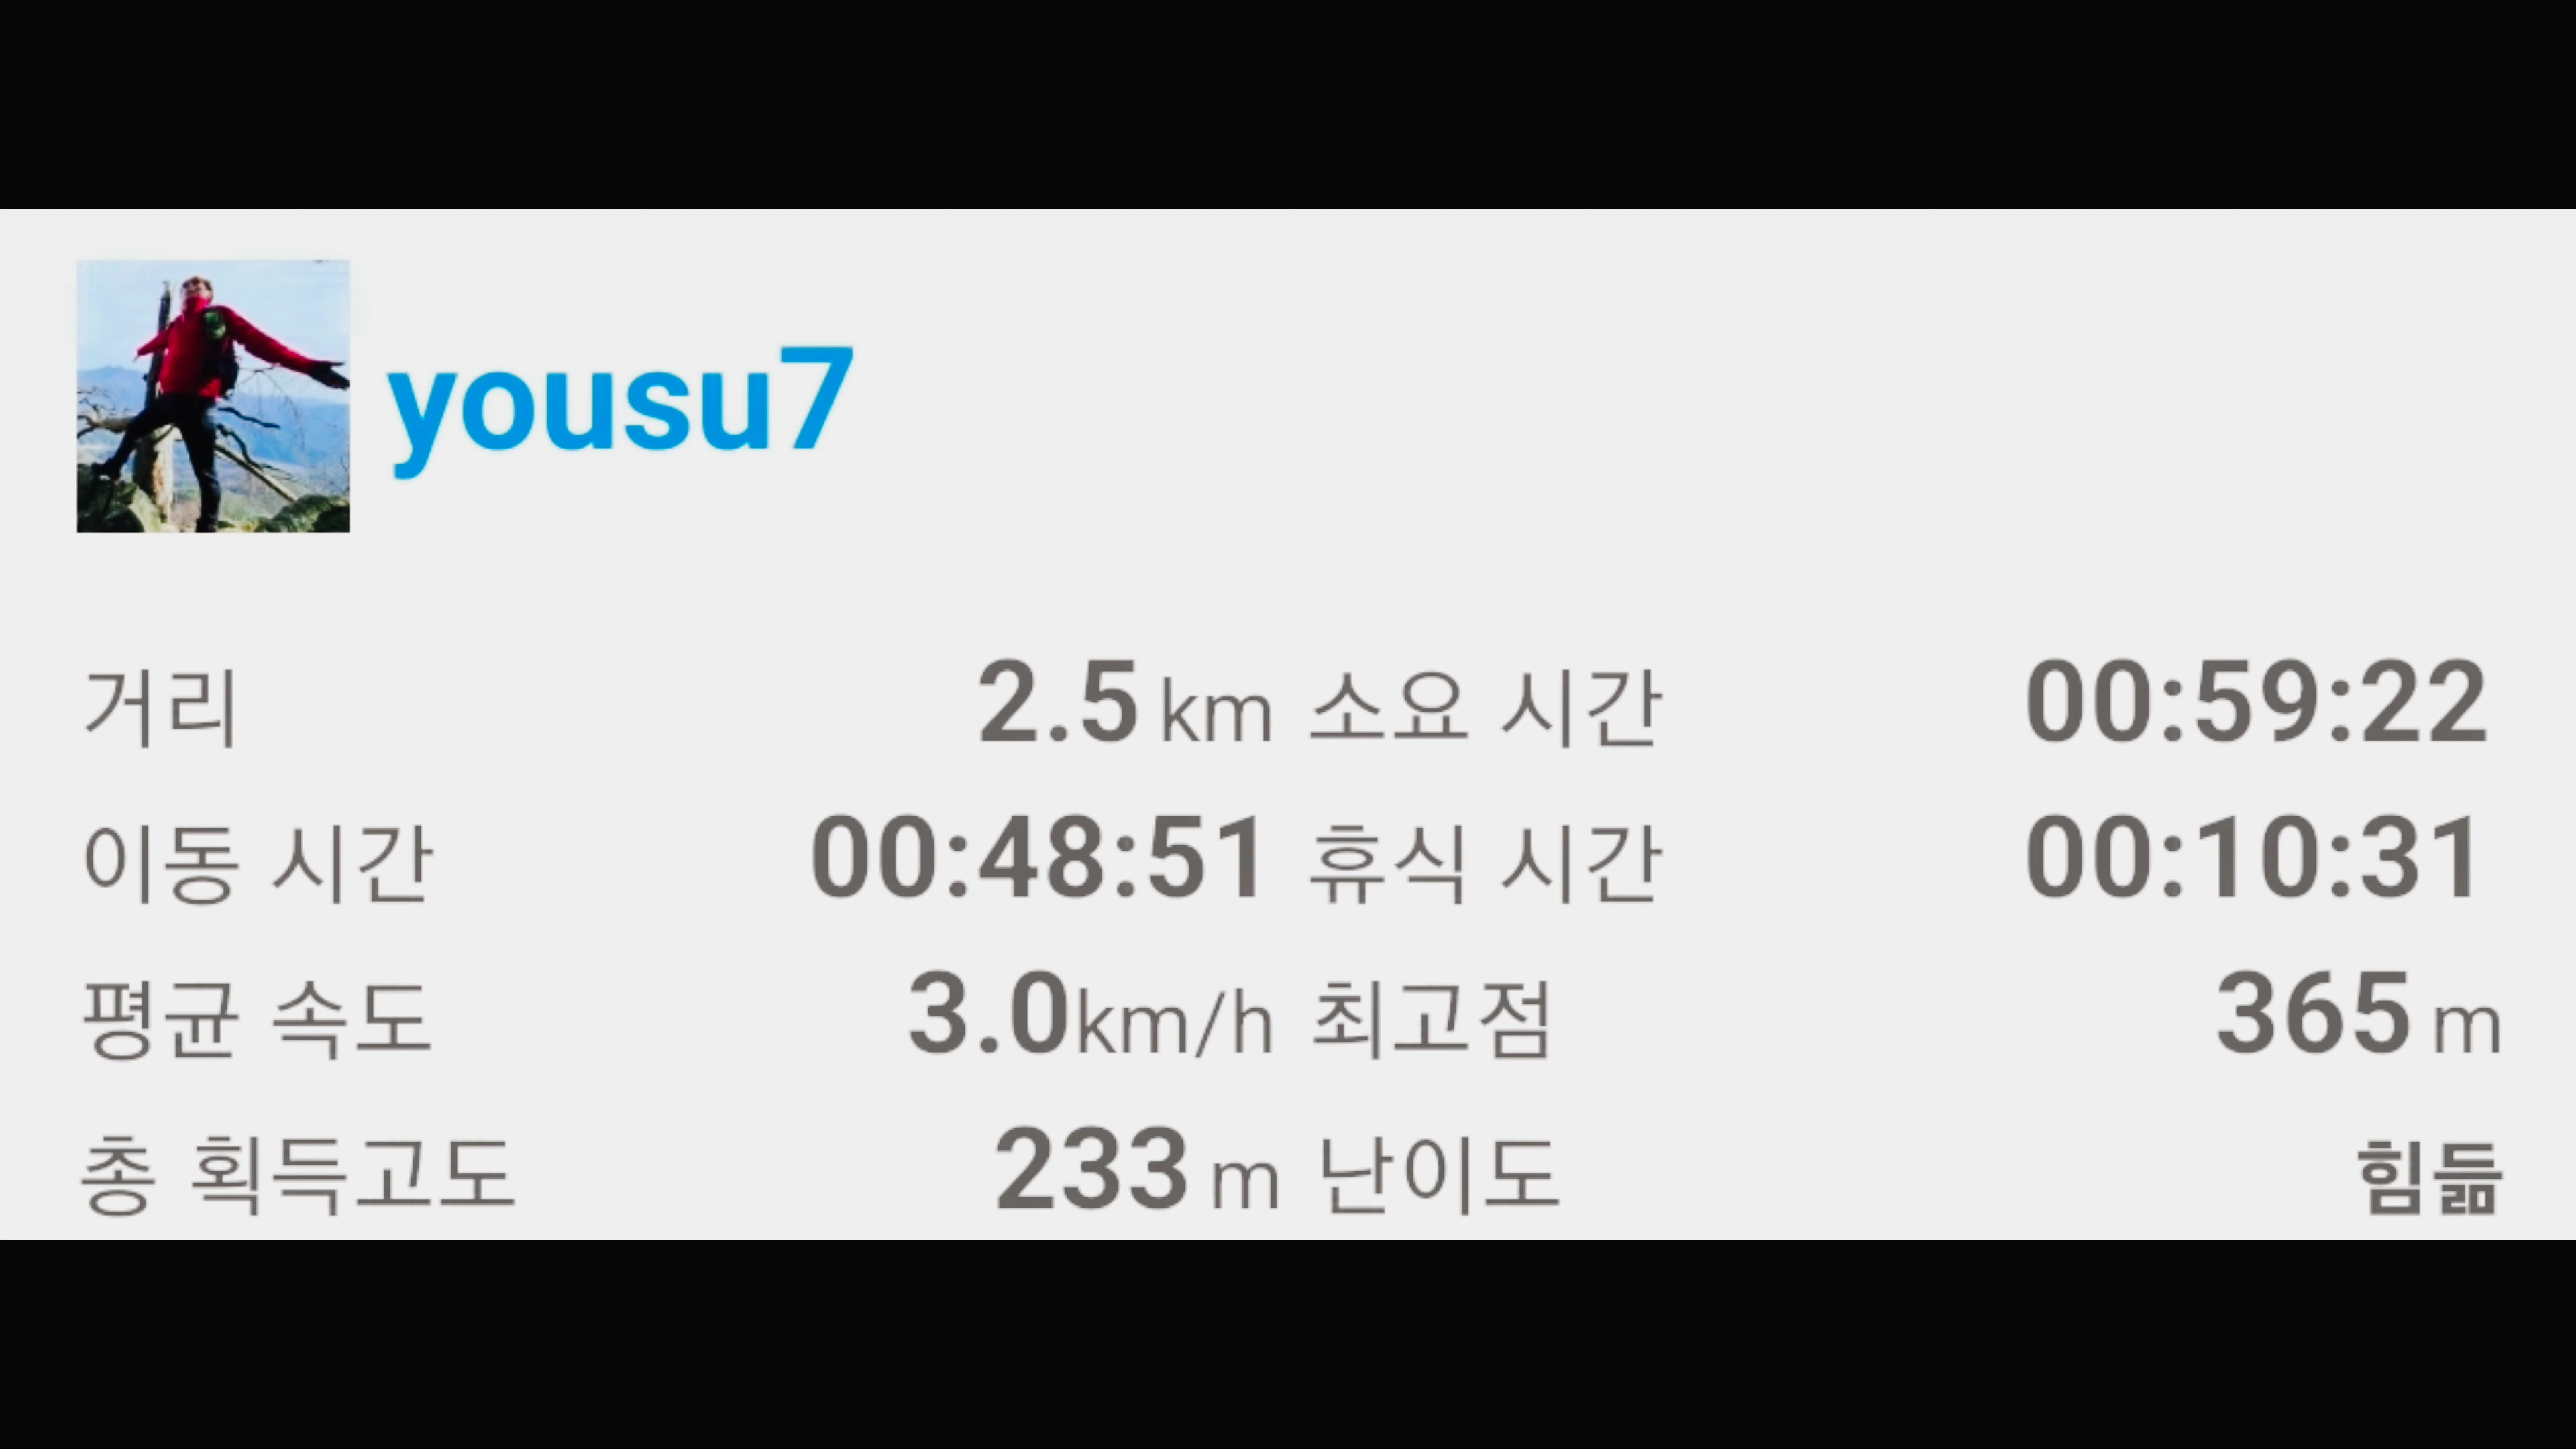 yousu7
거리 2.5 km 소요 시간 00:59:22
이동 시간 00:48:51 휴식 시간 00:10:31
평균 속도 3.0km/h 최고점 365 m
총 획득고도 233 m 난이도 힘듦